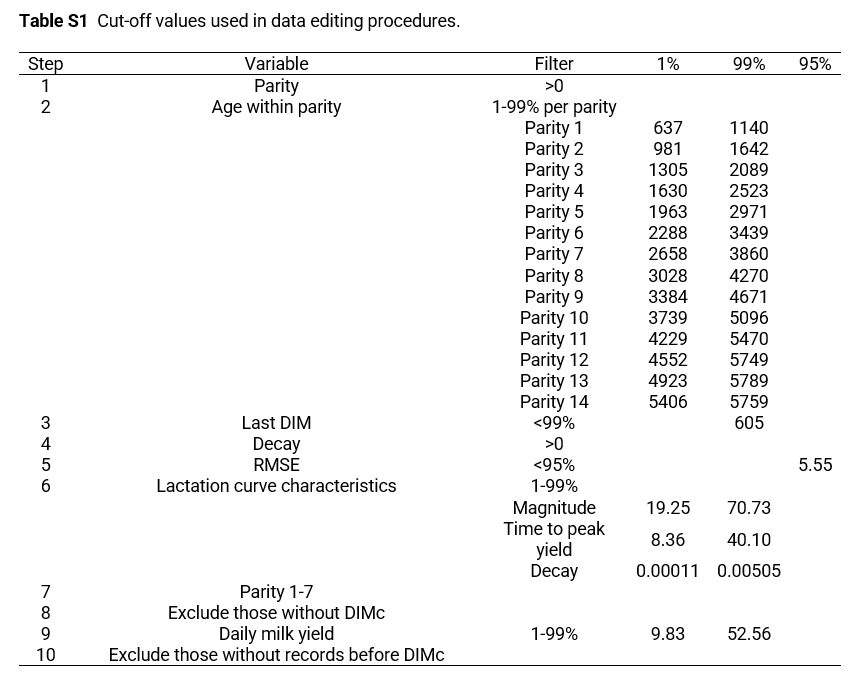 Table S1 Cut-off values used in data editing procedures.
Step Variable Filter 1% 99% 95%
1 Parity >0
2 Age within parity 1-99% per parity
Parity 1 637 1140
Parity 2 981 1642
Parity 3 1305 2089
Parity 4 1630 2523
Parity 5 1963 2971
Parity 6 2288 3439
Parity 7 2658 3860
Parity 8 3028 4270
Parity 9 3384 4671
Parity 10 3739 5096
Parity 11 4229 5470
Parity 12 4552 5749
Parity 13 4923 5789
Parity 14 5406 5759
3 Last DIM <99% 605
4 Decay >0
5 RMSE <95% 5.55
6 Lactation curve characteristics 1-99%
Magnitude 19.25 70.73
Time to peak
yield 8.36 40.10
Decay 0.00011 0.00505
7 Parity 1-7
8 Exclude those without DIMc
9 Daily milk yield 1-99% 9.83 52.56
10 Exclude those without records before DIMc